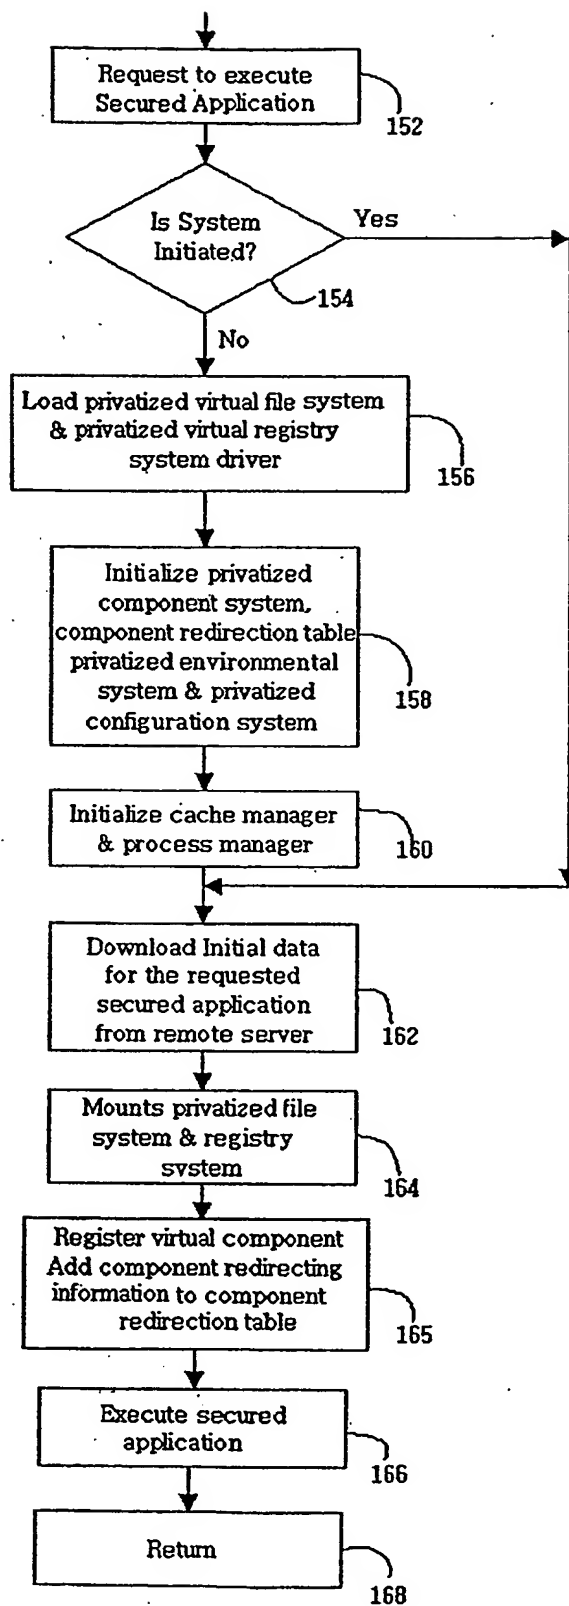 Request to execute
Secured Application
152
Is System
Initiated?
Yes
154
No
Load privatized virtual file system
& privatized virtual registry
system driver
156
Initialize privatized
component system,
component redirection table
privatized environmental
system & privatized
configuration system
158
Initialize cache manager
& process manager
160
Download Initial data
for the requested
secured application
from remote server
162
Mounts privatized file
system & registry
system
164
Register virtual component
Add component redirecting
information to component
redirection table
165
Execute secured
application
166
Return
168